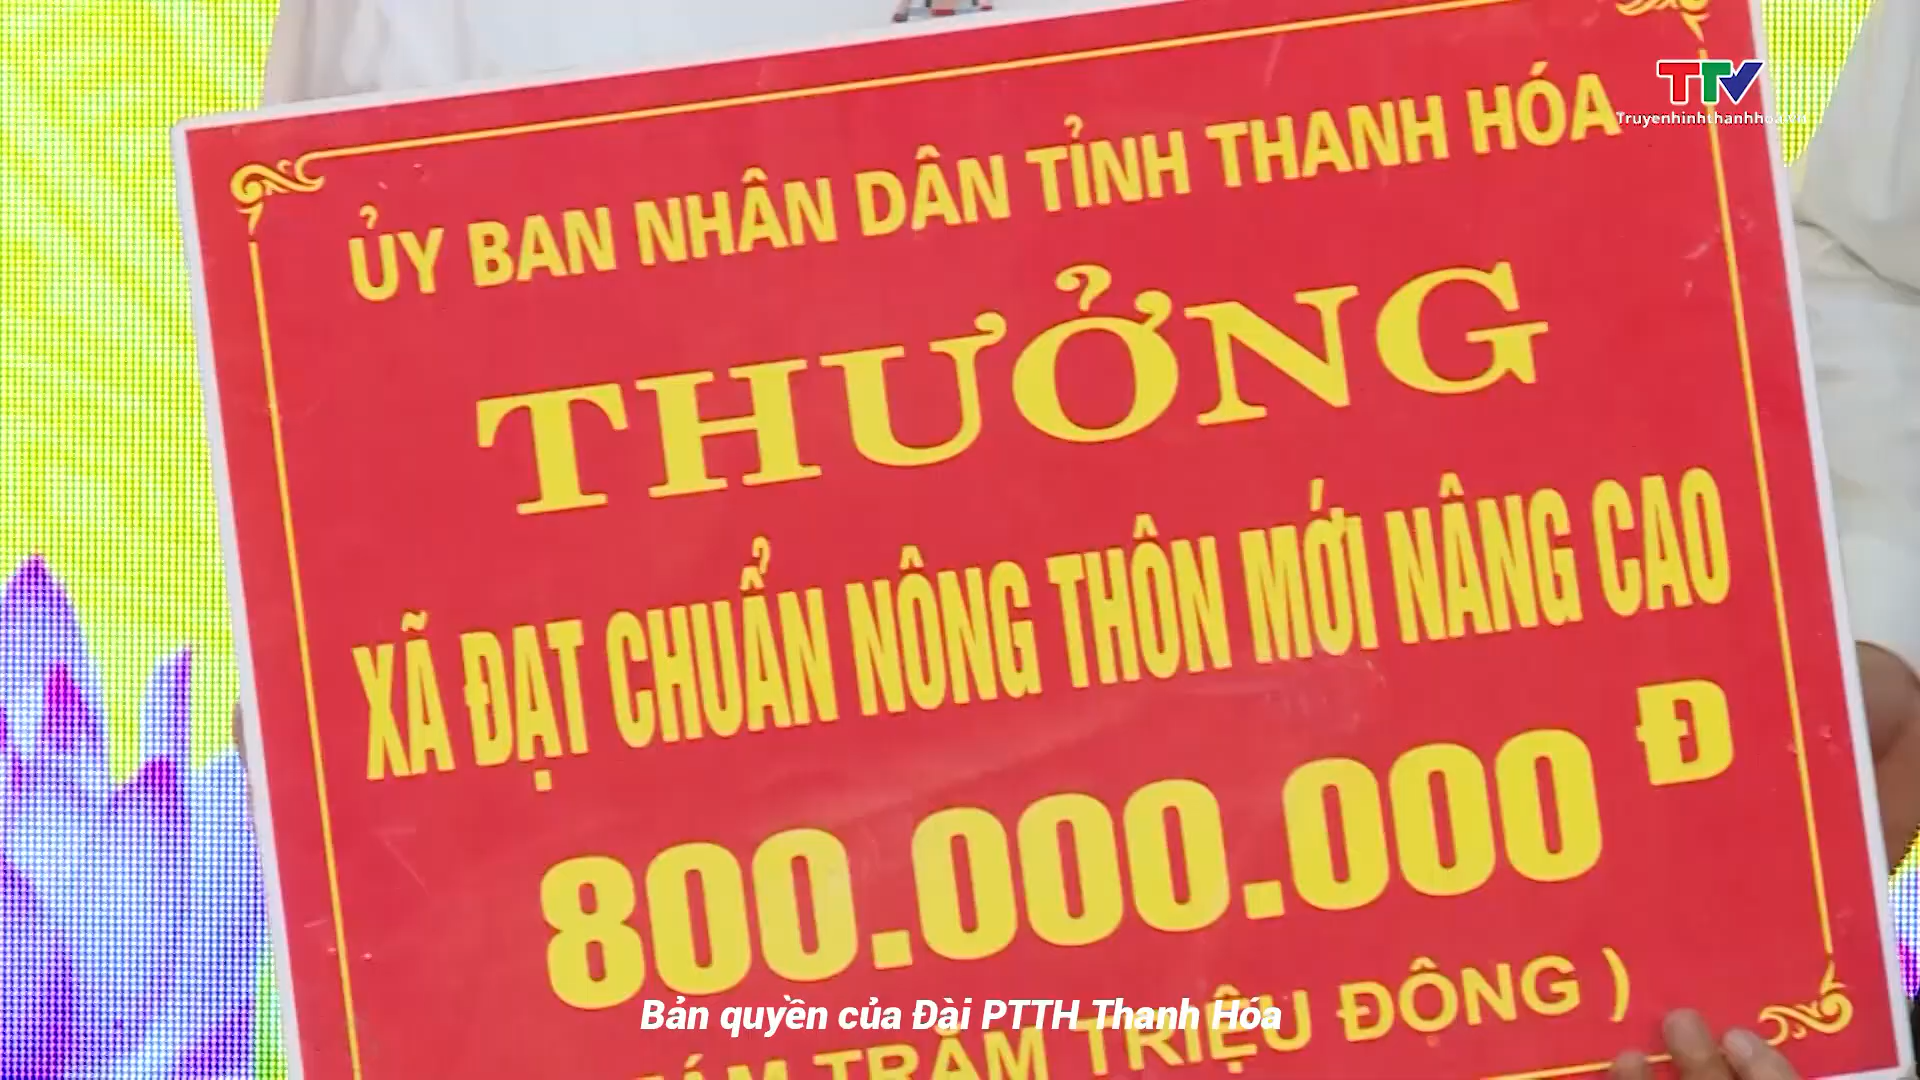 TTV
Truyenhinhthanhhoa.vn
ỦY BAN NHÂN DÂN TỈNH THANH HÓA
THƯỞNG
XÃ ĐẠT CHUẨN NÔNG THÔN MỚI NÂNG CAO
800.000.000 Đ
TRĂM TRIỆU ĐỒNG )
Bản quyền của Đài PTTH Thanh Hóa